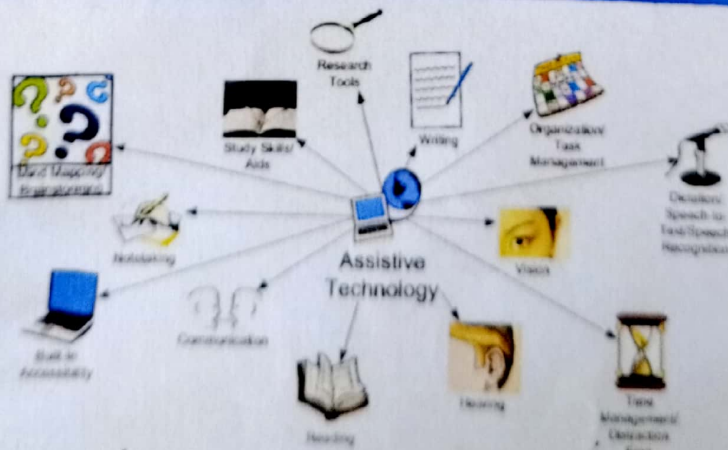 Research
Tools
Writing
Organization/
Task
Management
Study Skills/
Aids
Mind Mapping/
Brainstorming
Dictation/
Speech to
Text/Speech
Recognition
Notetaking
Vision
Assistive
Technology
Communication
Built-in
Accessibility
Hearing
Reading
Time
Management/
Distraction